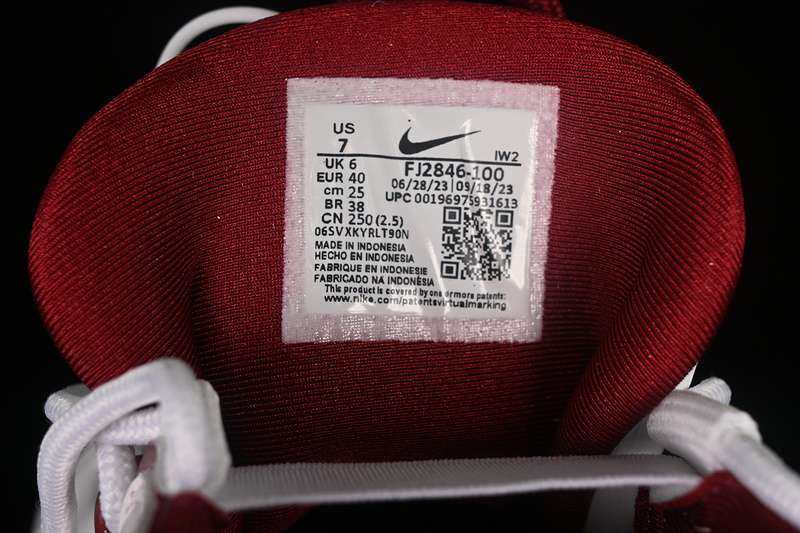 US
7
IW2
UK 6
EUR 40
cm 25
BR 38
CN 250 (2.5)
06SVXKYRLT90N
FJ2846-100
06/28/23 | 09/18/23
UPC 00196975931613
MADE IN INDONESIA
HECHO EN INDONESIA
FABRIQUE EN INDONESIE
FABRICADO NA INDONÉSIA
This product is covered by one or more patents:
www.nike.com/patentsvirtualmarking